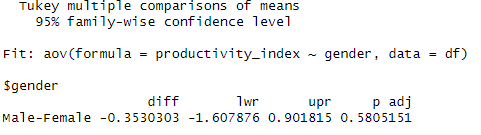 Tukey multiple comparisons of means
95% family-wise confidence level
Fit: aov(formula = productivity_index ~ gender, data = df)
$gender
diff lwr upr p adj
Male-Female -0.3530303 -1.607876 0.901815 0.5805151